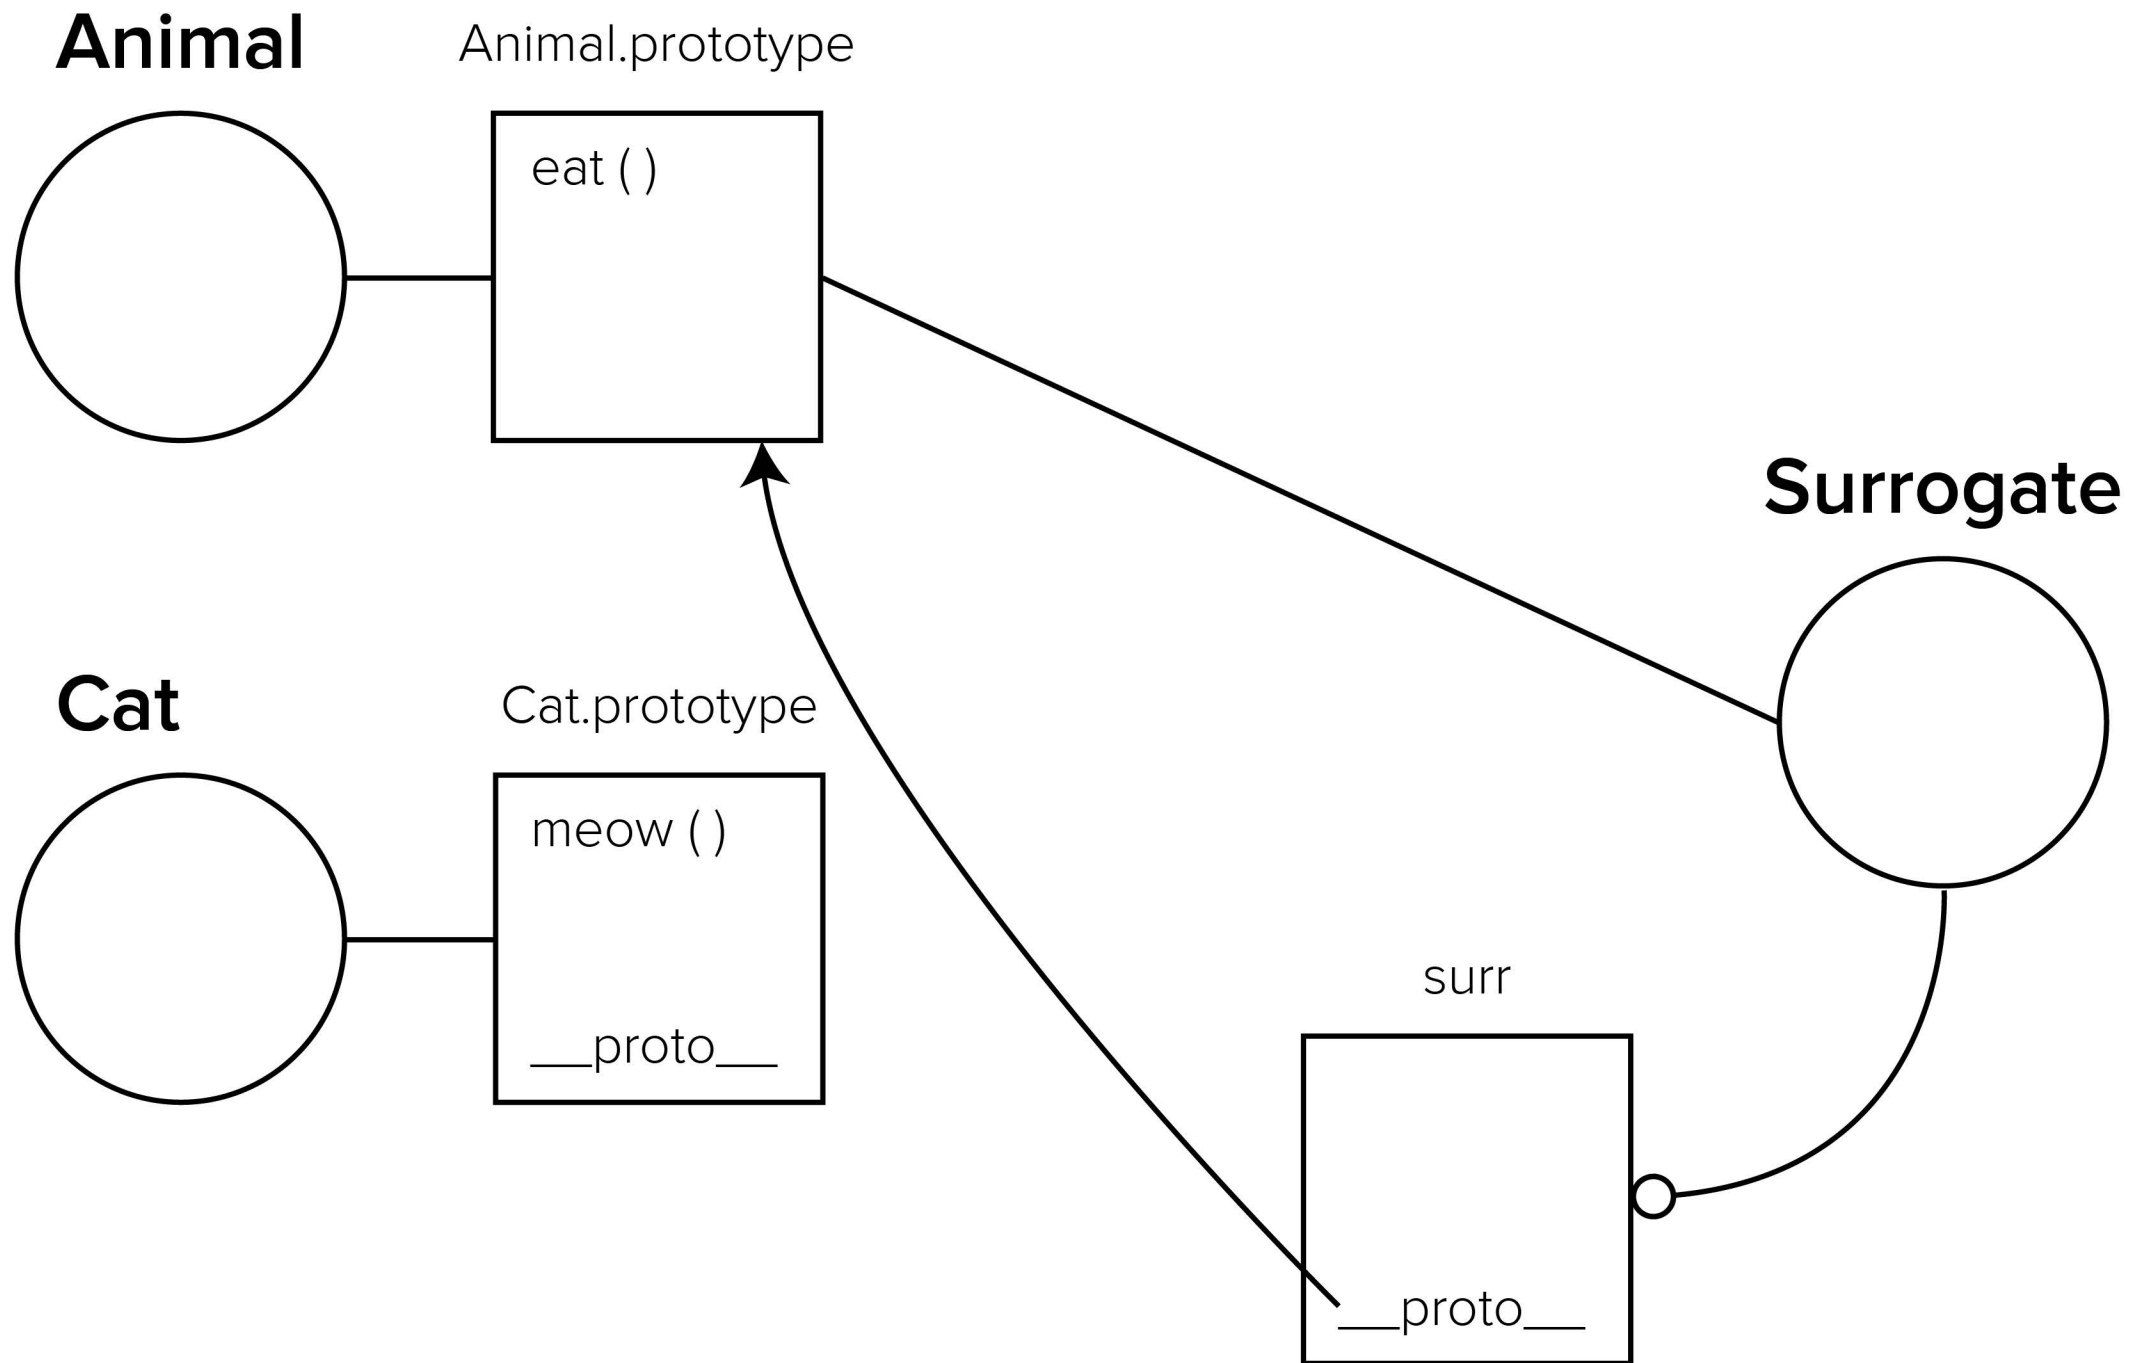 Animal
Animal.prototype
eat ( )
Surrogate
Cat
Cat.prototype
meow ( )
__proto__
surr
__proto__